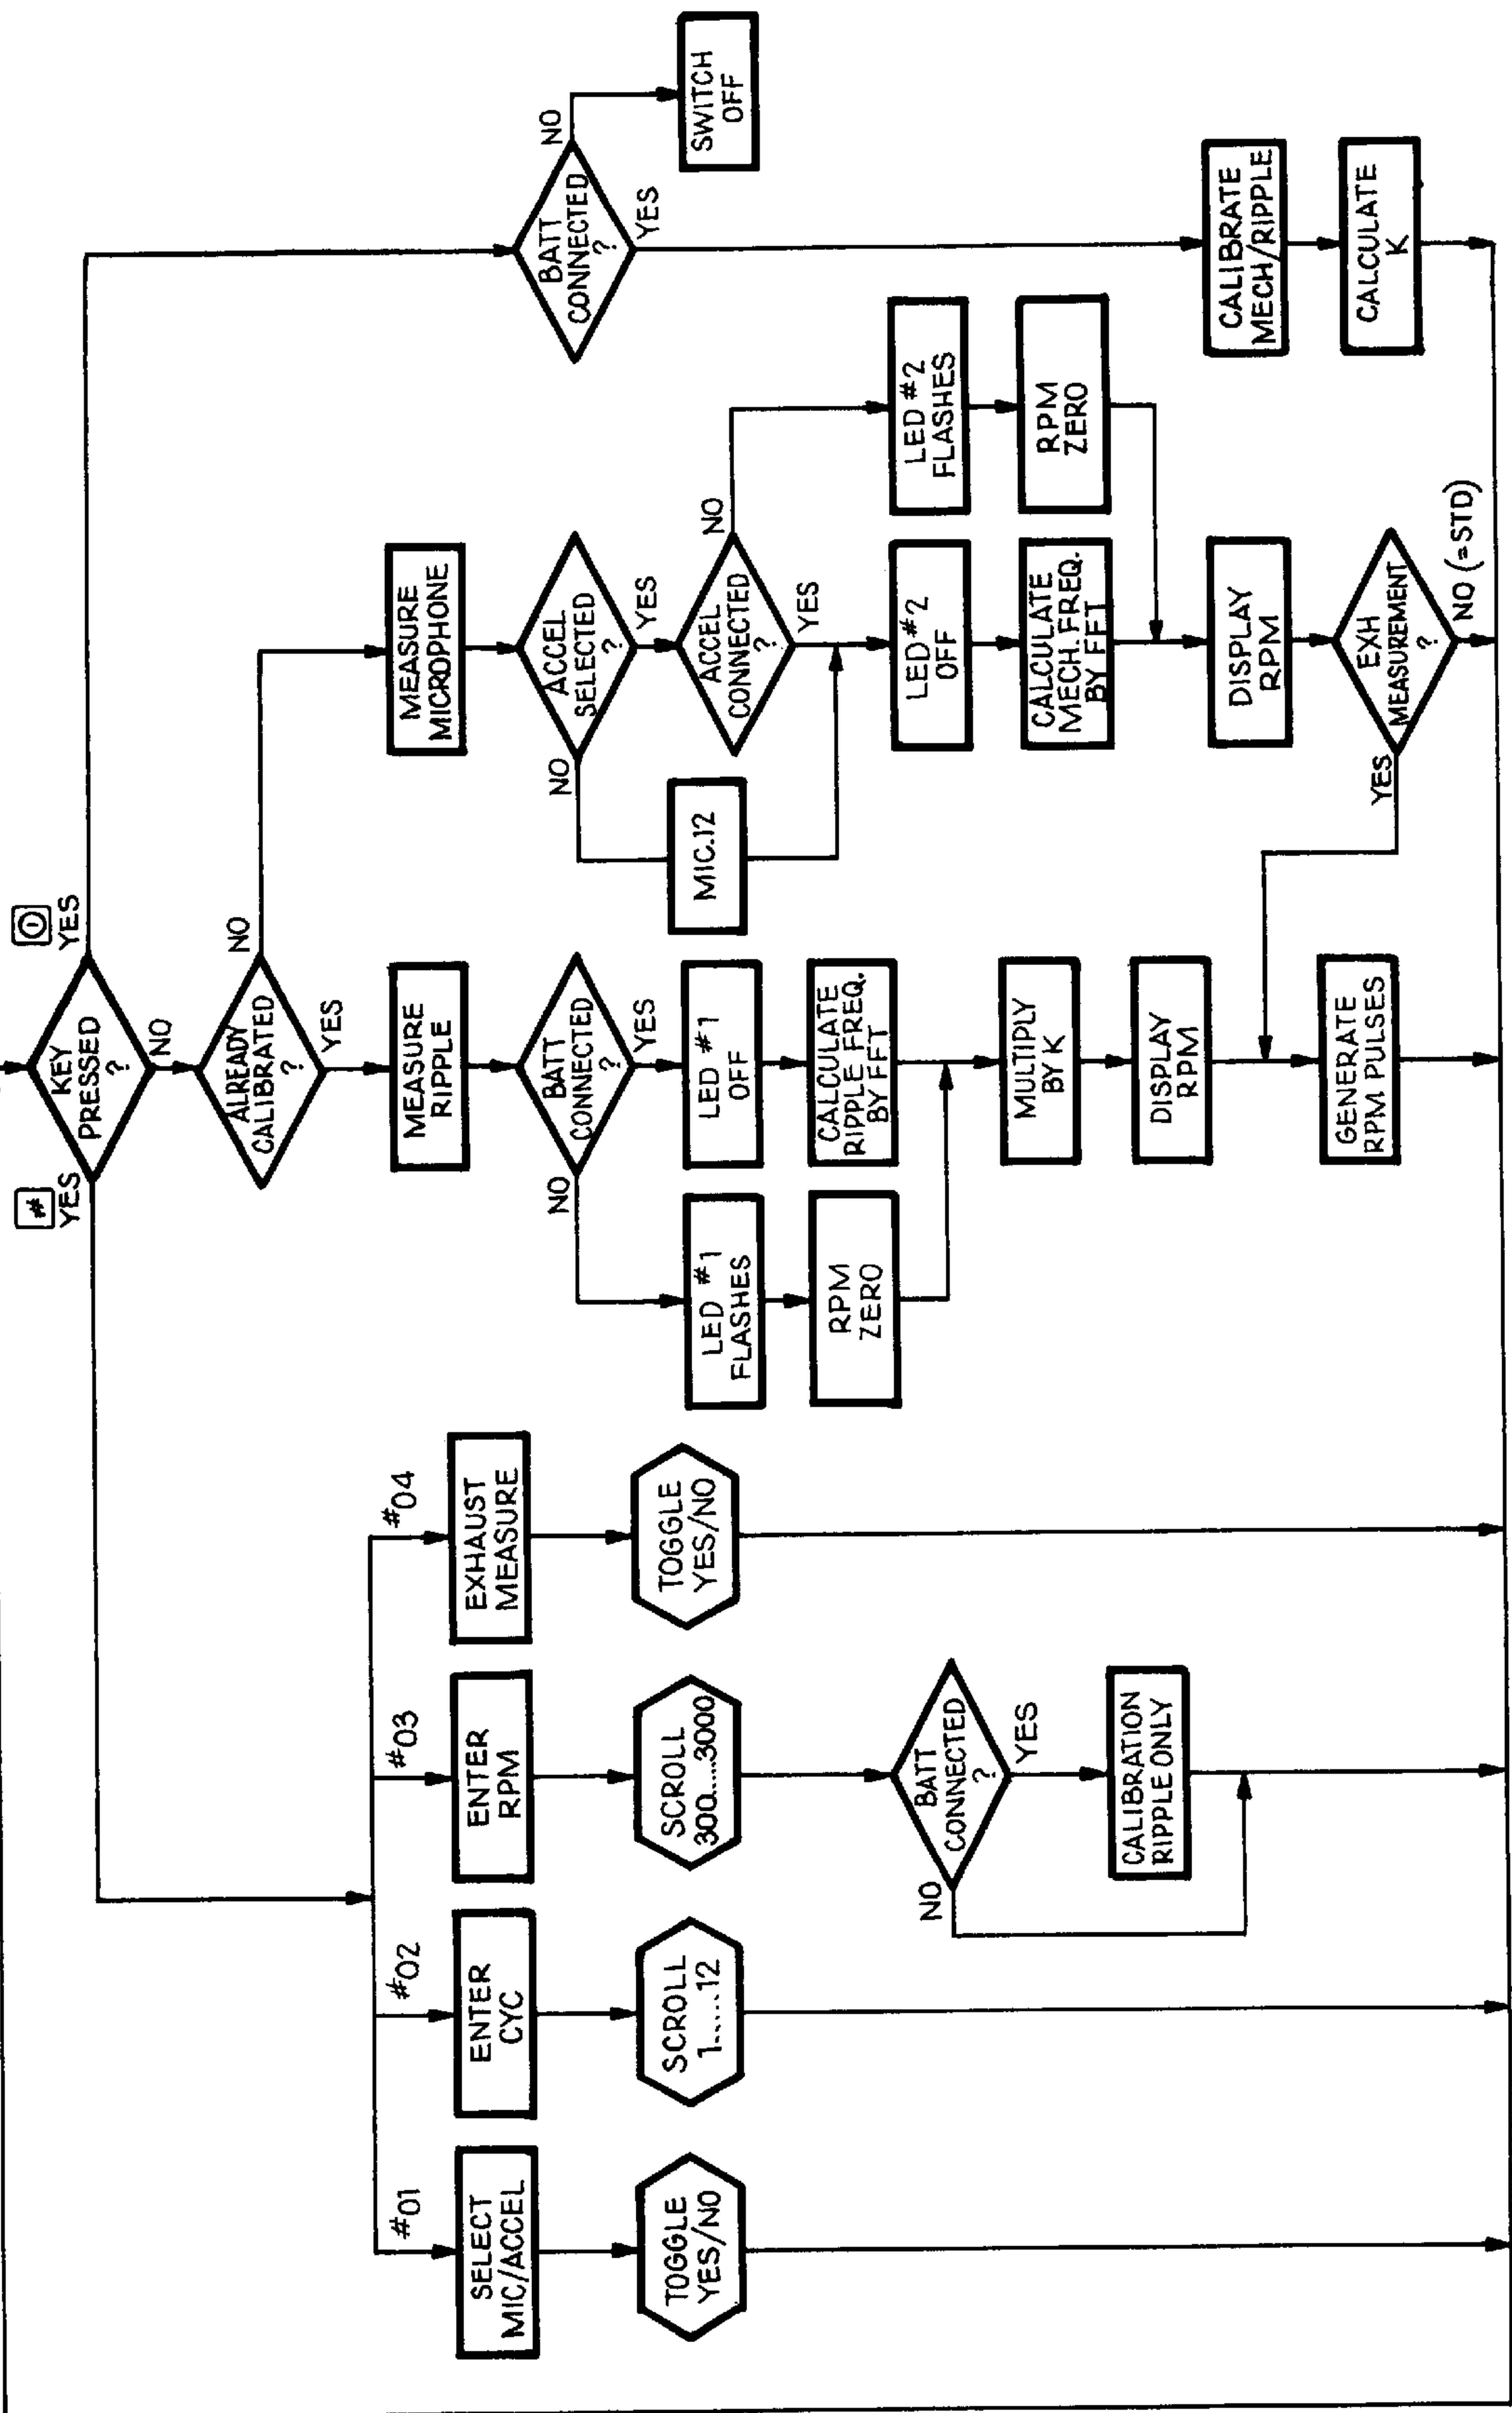 #
YES
KEY
PRESSED
?
YES
NO
ALREADY
CALIBRATED
?
NO
YES
#01
SELECT
MIC/ACCEL
TOGGLE
YES/NO
#02
ENTER
CYC
SCROLL
1.....12
#03
ENTER
RPM
SCROLL
300.....3000
BATT
CONNECTED
?
NO
YES
CALIBRATION
RIPPLE ONLY
#04
EXHAUST
MEASURE
TOGGLE
YES/NO
MEASURE
RIPPLE
BATT
CONNECTED
?
NO
YES
LED #1
FLASHES
RPM
ZERO
LED #1
OFF
CALCULATE
RIPPLE FREQ.
BY FFT
MULTIPLY
BY K
DISPLAY
RPM
GENERATE
RPM PULSES
MEASURE
MICROPHONE
ACCEL
SELECTED
?
NO
YES
MIC.12
ACCEL
CONNECTED
?
NO
YES
LED #2
OFF
CALCULATE
MECH.FREQ.
BY FFT
LED #2
FLASHES
RPM
ZERO
DISPLAY
RPM
EXH
MEASUREMENT
?
YES
NO (=STD)
BATT
CONNECTED
?
NO
YES
SWITCH
OFF
CALIBRATE
MECH/RIPPLE
CALCULATE
K